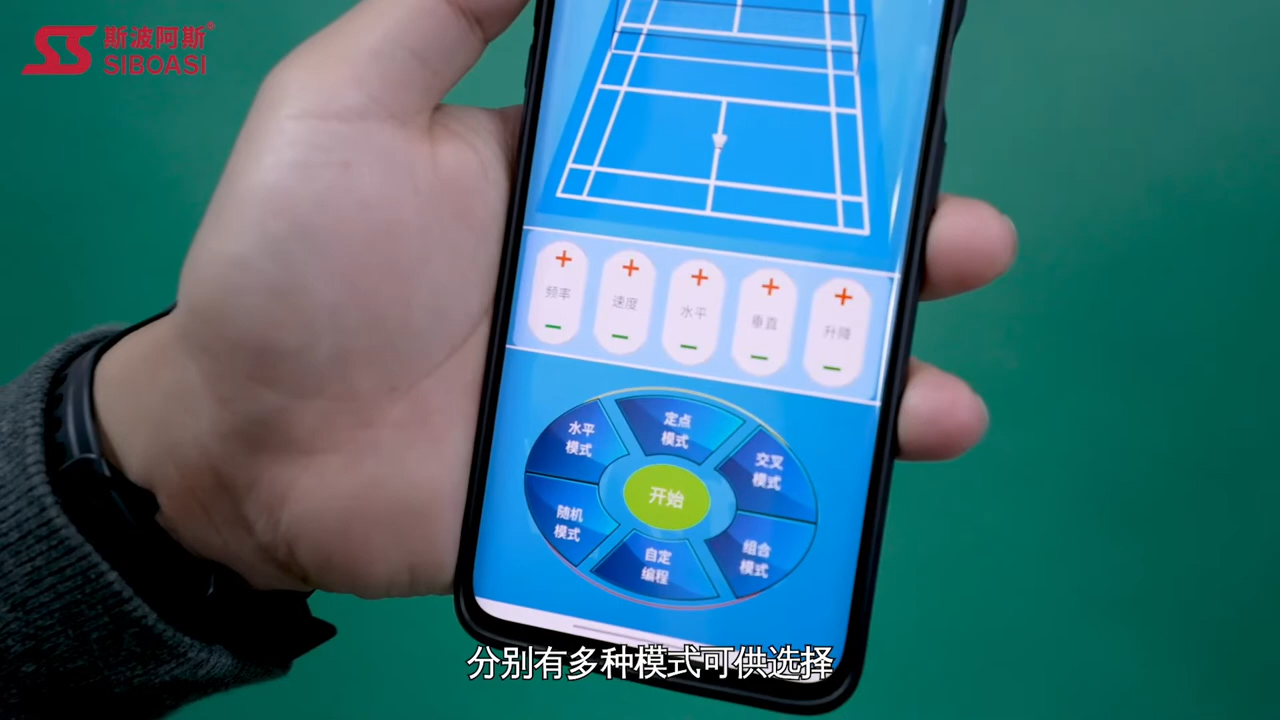 斯波阿斯
SIBOASI
+ + + + +
频率 速度 水平 垂直 升降
− − − − −
水平
模式
定点
模式
交叉
模式
开始
随机
模式
自定
编程
组合
模式
分别有多种模式可供选择